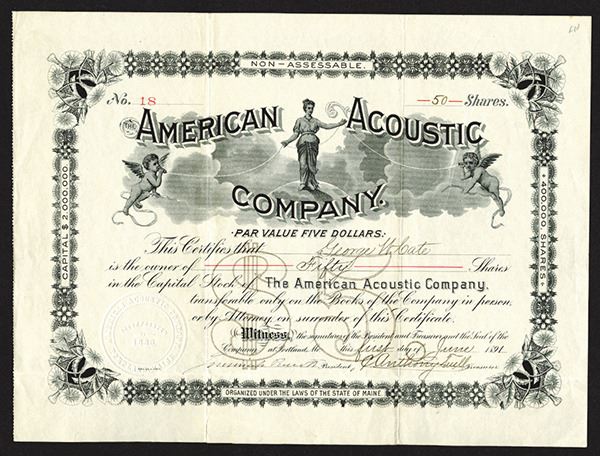 NON-ASSESSABLE.
No. 18 —50— Shares.
THE AMERICAN ACOUSTIC
COMPANY.
CAPITAL $2,000,000.
400,000, SHARES
PAR VALUE FIVE DOLLARS.
This Certifies that George W. Cate
is the owner of Fifty Shares
in the Capital Stock of The American Acoustic Company.
transferable only on the Books of the Company in person,
or by Attorney on surrender of this Certificate.
In Witness, the signatures of the President and Treasurer, and the Seal of the
Company at Portland, Me this first day of June 1891
President, Treasurer
ORGANIZED UNDER THE LAWS OF THE STATE OF MAINE